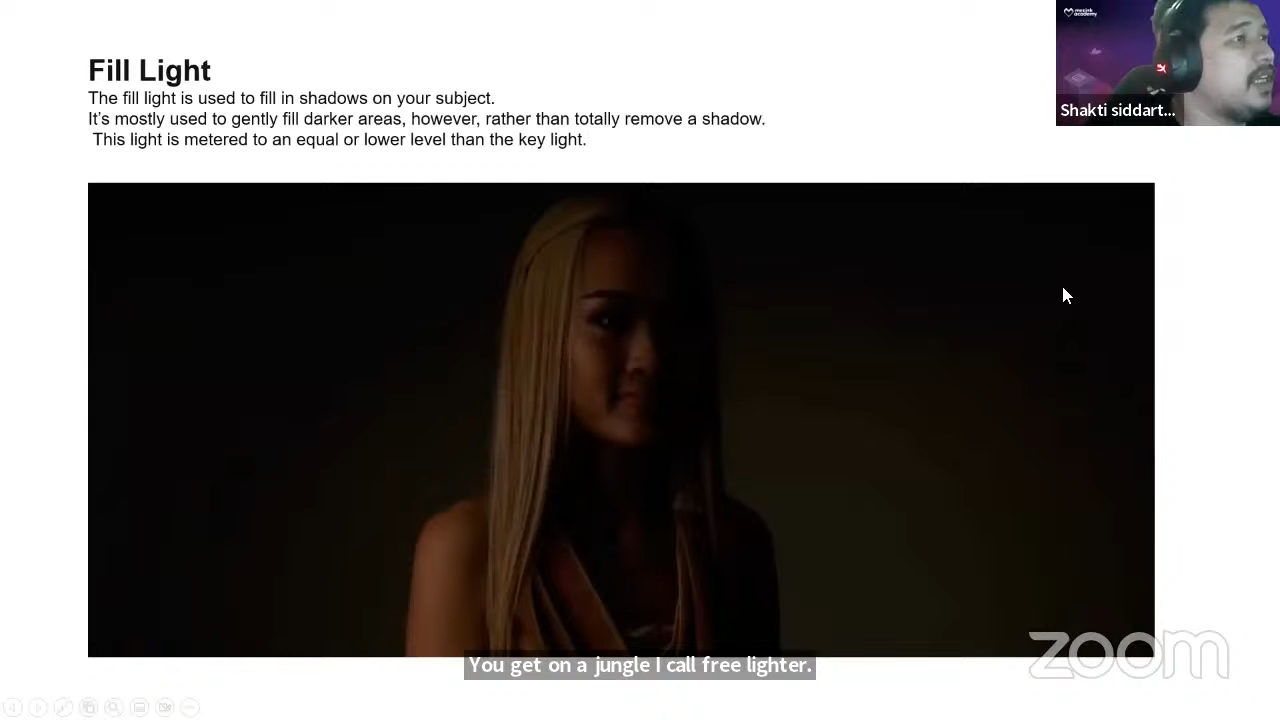 Fill Light
The fill light is used to fill in shadows on your subject.
It’s mostly used to gently fill darker areas, however, rather than totally remove a shadow.
This light is metered to an equal or lower level than the key light.
academy
Shakti siddart...
You get on a jungle I call free lighter.
zoom